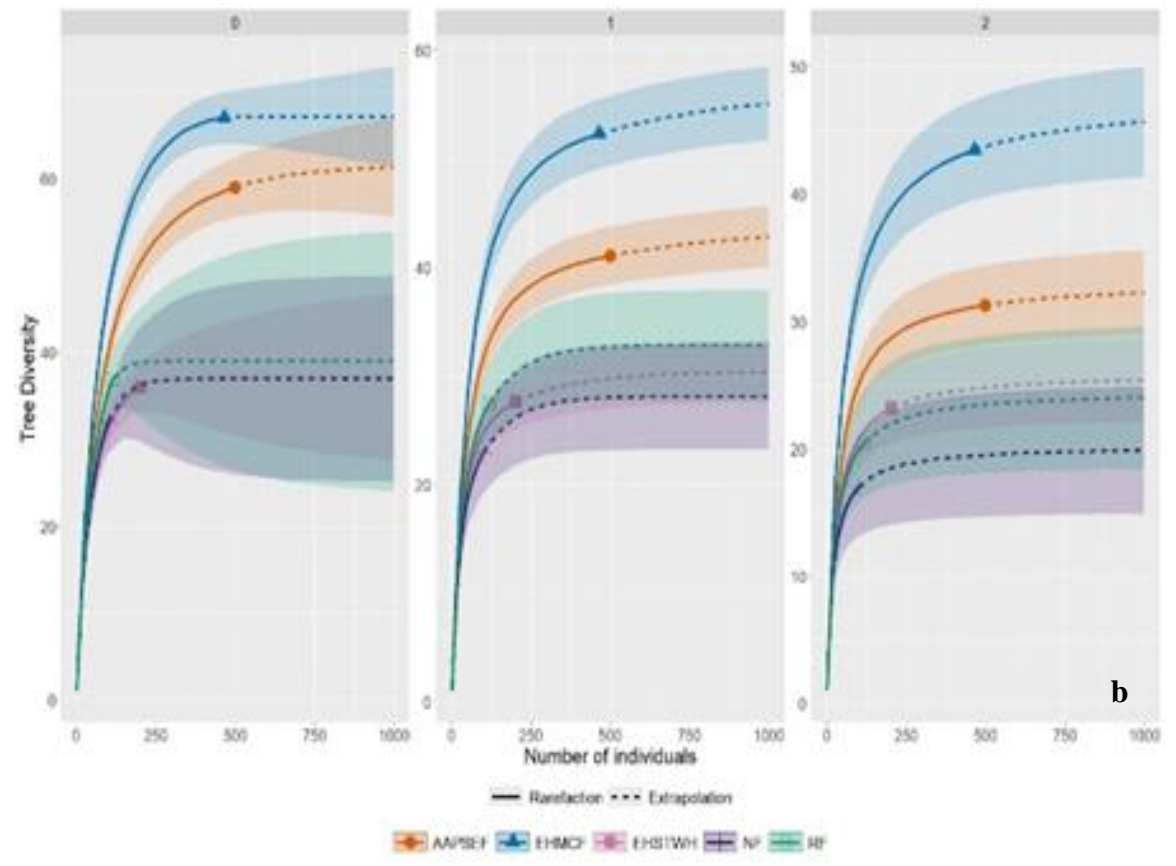 0 1 2
Tree Diversity
60
40
20
0
60
40
20
0
50
40
30
20
10
0
b
0 250 500 750 1000
0 250 500 750 1000
0 250 500 750 1000
Number of individuals
Rarefaction Extrapolation
AAPSEF EHMCF EHSTWH NF RF